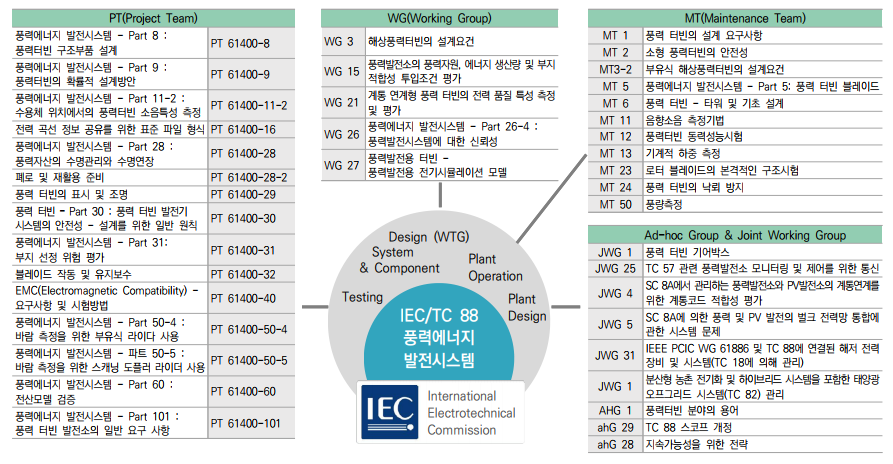 PT(Project Team)
풍력에너지 발전시스템 - Part 8 :
풍력터빈 구조부품 설계
PT 61400-8
풍력에너지 발전시스템 - Part 9 :
풍력터빈의 확률적 설계방안
PT 61400-9
풍력에너지 발전시스템 - Part 11-2 :
수용체 위치에서의 풍력터빈 소음특성 측정
PT 61400-11-2
전력 곡선 정보 공유를 위한 표준 파일 형식
PT 61400-16
풍력에너지 발전시스템 - Part 28 :
풍력자산의 수명관리와 수명연장
PT 61400-28
폐로 및 재활용 준비
PT 61400-28-2
풍력 터빈의 표시 및 조명
PT 61400-29
풍력 터빈 - Part 30 : 풍력 터빈 발전기
시스템의 안전성 - 설계를 위한 일반 원칙
PT 61400-30
풍력에너지 발전시스템 - Part 31:
부지 선정 위험 평가
PT 61400-31
블레이드 작동 및 유지보수
PT 61400-32
EMC(Electromagnetic Compatibility) -
요구사항 및 시험방법
PT 61400-40
풍력에너지 발전시스템 - Part 50-4 :
바람 측정을 위한 부유식 라이다 사용
PT 61400-50-4
풍력에너지 발전시스템 - 파트 50-5 :
바람 측정을 위한 스캐닝 도플러 라이더 사용
PT 61400-50-5
풍력에너지 발전시스템 - Part 60 :
전산모델 검증
PT 61400-60
풍력에너지 발전시스템 - Part 101 :
풍력 터빈 발전소의 일반 요구 사항
PT 61400-101
WG(Working Group)
WG 3
해상풍력터빈의 설계요건
WG 15
풍력발전소의 풍력자원, 에너지 생산량 및 부지
적합성 투입조건 평가
WG 21
계통 연계형 풍력 터빈의 전력 품질 특성 측정
및 평가
WG 26
풍력에너지 발전시스템 - Part 26-4 :
풍력발전시스템에 대한 신뢰성
WG 27
풍력발전용 터빈 -
풍력발전용 전기시뮬레이션 모델
Design (WTG)
System
& Component
Plant
Operation
Testing
Plant
Design
IEC/TC 88
풍력에너지
발전시스템
IEC
International
Electrotechnical
Commission
MT(Maintenance Team)
MT 1
풍력 터빈의 설계 요구사항
MT 2
소형 풍력터빈의 안전성
MT3-2
부유식 해상풍력터빈의 설계요건
MT 5
풍력에너지 발전시스템 - Part 5: 풍력 터빈 블레이드
MT 6
풍력 터빈 - 타워 및 기초 설계
MT 11
음향소음 측정기법
MT 12
풍력터빈 동력성능시험
MT 13
기계적 하중 측정
MT 23
로터 블레이드의 본격적인 구조시험
MT 24
풍력 터빈의 낙뢰 방지
MT 50
풍량측정
Ad-hoc Group & Joint Working Group
JWG 1
풍력 터빈 기어박스
JWG 25
TC 57 관련 풍력발전소 모니터링 및 제어를 위한 통신
JWG 4
SC 8A에서 관리하는 풍력발전소와 PV발전소의 계통연계를
위한 계통코드 적합성 평가
JWG 5
SC 8A에 의한 풍력 및 PV 발전의 벌크 전력망 통합에
관한 시스템 문제
JWG 31
IEEE PCIC WG 61886 및 TC 88에 연결된 해저 전력
장비 및 시스템(TC 18에 의해 관리)
JWG 1
분산형 농촌 전기화 및 하이브리드 시스템을 포함한 태양광
오프그리드 시스템(TC 82) 관리
AHG 1
풍력터빈 분야의 용어
ahG 29
TC 88 스코프 개정
ahG 28
지속가능성을 위한 전략